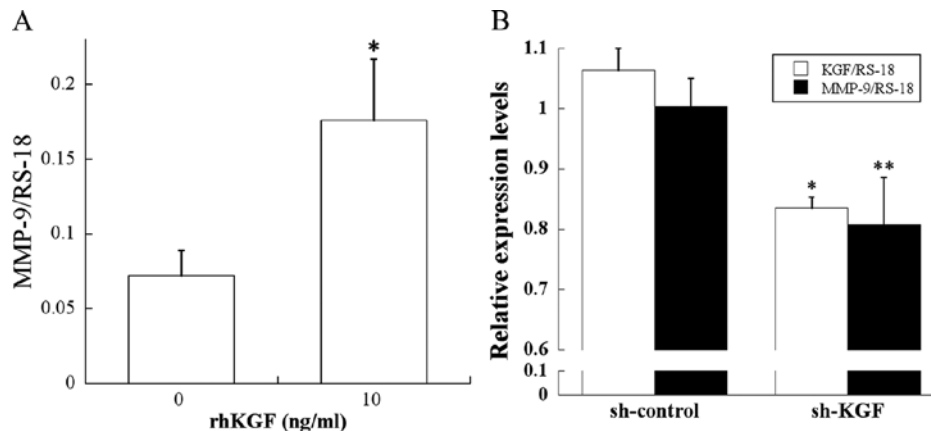 A
MMP-9/RS-18
0.2
0.15
0.1
0.05
0
*
0
10
rhKGF (ng/ml)
B
Relative expression levels
1.1
1
0.9
0.8
0.7
0.6
0.1
0
KGF/RS-18
MMP-9/RS-18
*
**
sh-control
sh-KGF